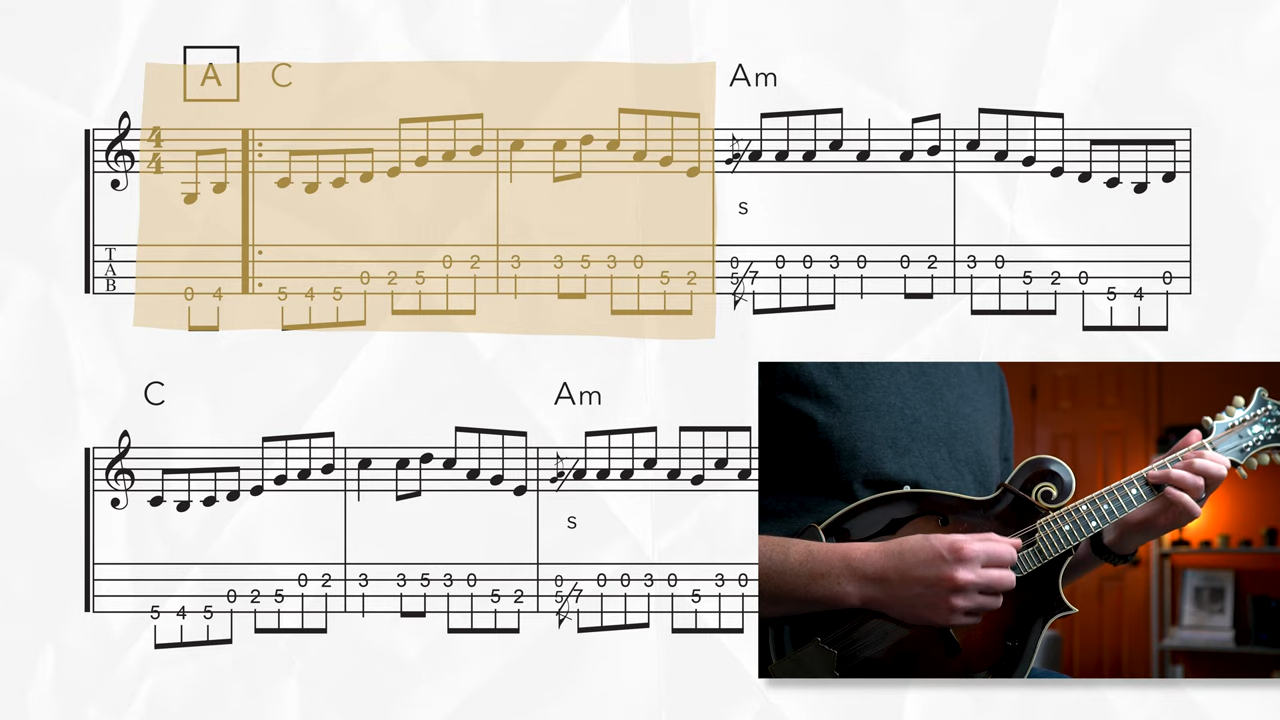 A C Am
4
4
s
T
A
B
0 2 0 2 3 3 5 3 0 0 0 0 0 3 0 0 2 3 0
0 2 5 5 2 5 7 5 2 0 0
0 4 5 4 5 5 4
C Am
s
0 2 3 3 5 3 0 0 0 0 3 0 3 0
0 2 5 5 2 5 7 5
5 4 5